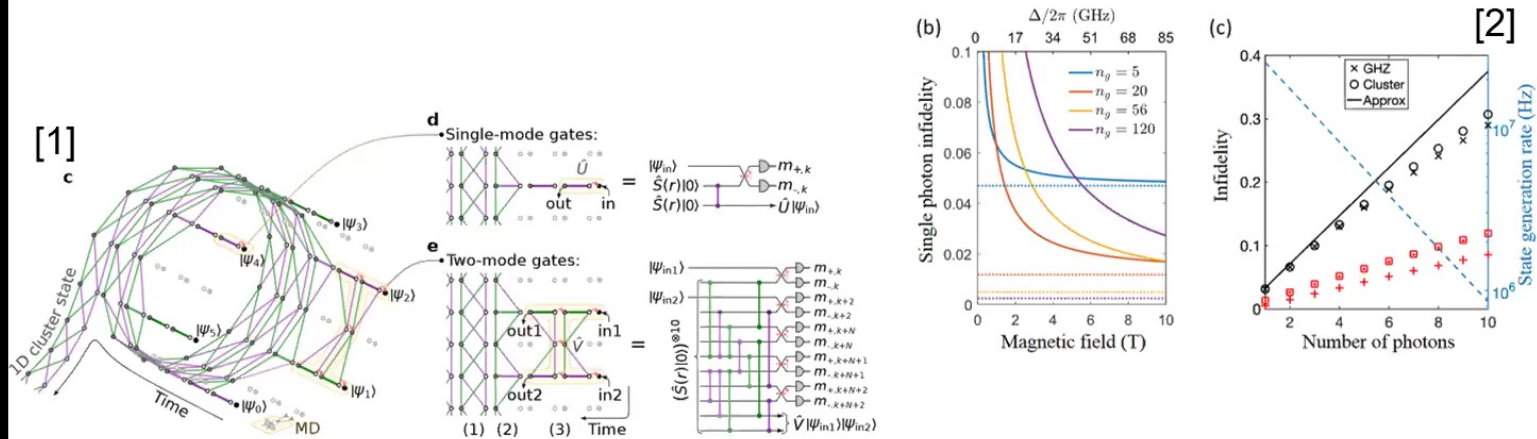 [1]
c
|Ψ₃⟩
|Ψ₄⟩
|Ψ₂⟩
|Ψ₅⟩
|Ψ₁⟩
|Ψ₀⟩
1D cluster state
Time
MD
d
Single-mode gates:
Û
out in
=
|Ψin⟩
Ŝ(r)|0⟩
Ŝ(r)|0⟩
m+,k
m-,k
Û|Ψin⟩
e
Two-mode gates:
out1 in1
V̂
out2 in2
(1) (2) (3) Time
=
|Ψin1⟩
|Ψin2⟩
(Ŝ(r)|0⟩)⊗10
m+,k
m-,k
m+,k+2
m-,k+2
m+,k+N
m-,k+N
m+,k+N+1
m-,k+N+1
m+,k+N+2
m-,k+N+2
V̂|Ψin1⟩|Ψin2⟩
(b)
Δ/2π (GHz)
0 17 34 51 68 85
0.1
0.08
0.06
0.04
0.02
0
Single photon infidelity
n_g = 5
n_g = 20
n_g = 56
n_g = 120
0 2 4 6 8 10
Magnetic field (T)
(c)
[2]
0.4
0.3
0.2
0.1
0
Infidelity
× GHZ
○ Cluster
— Approx
10⁷
10⁶
State generation rate (Hz)
2 4 6 8 10
Number of photons